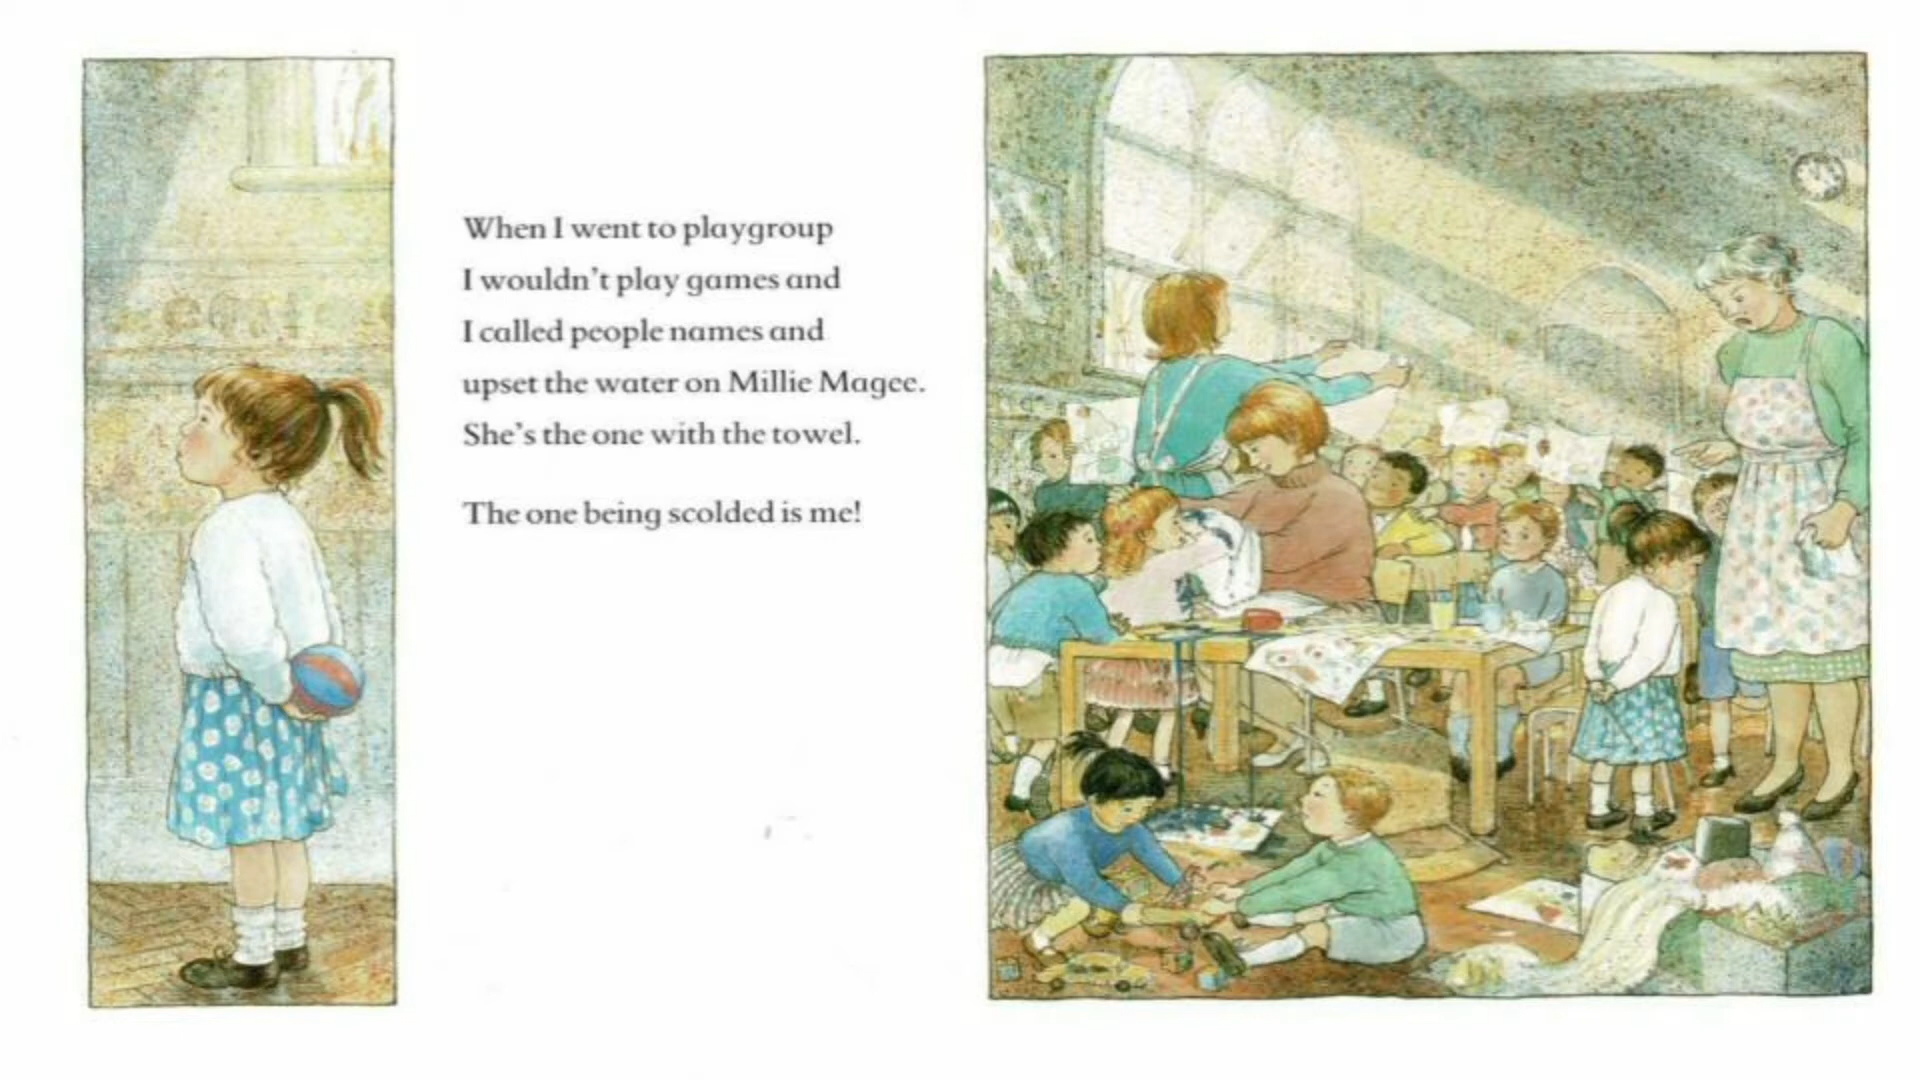 When I went to playgroup
I wouldn't play games and
I called people names and
upset the water on Millie Magee.
She's the one with the towel.
The one being scolded is me!